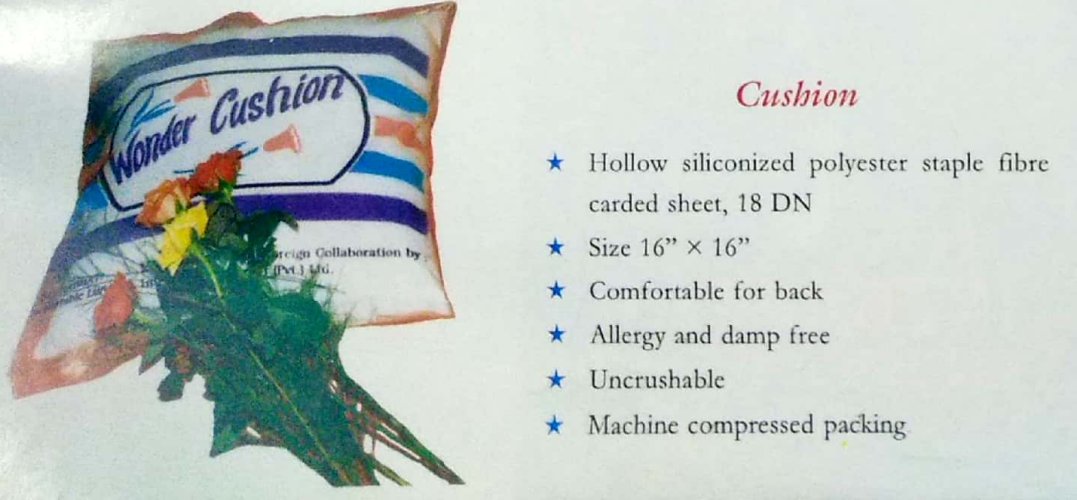 Wonder Cushion
Collaboration by
(Pvt.) Ltd.
Cushion
★ Hollow siliconized polyester staple fibre
carded sheet, 18 DN
★ Size 16” × 16”
★ Comfortable for back
★ Allergy and damp free
★ Uncrushable
★ Machine compressed packing